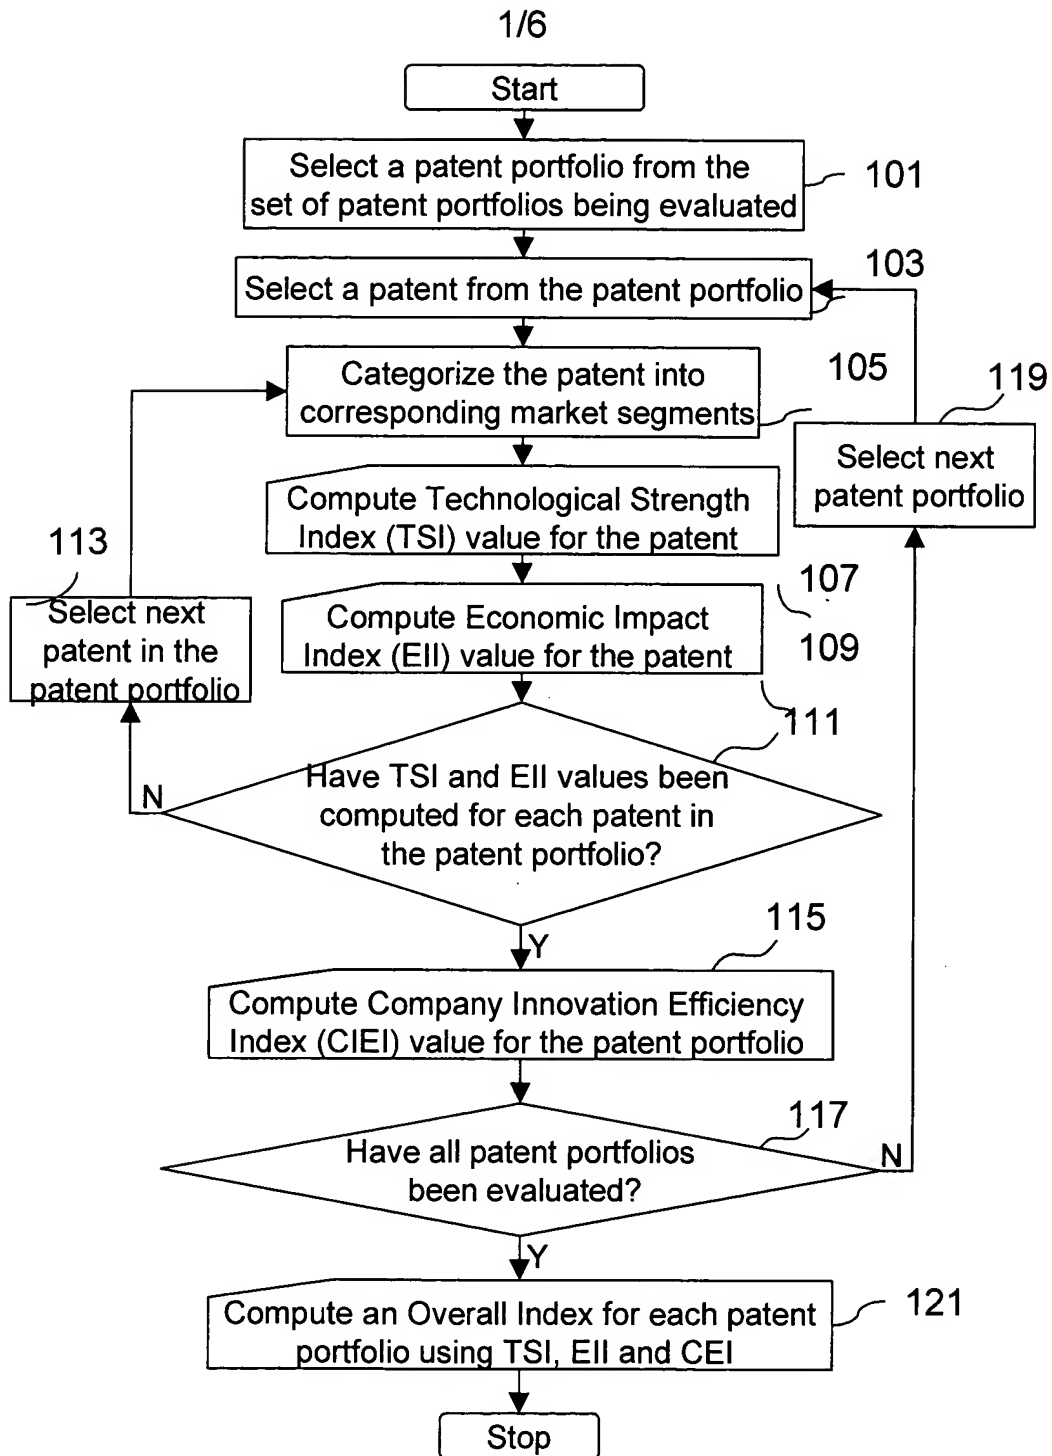 1/6
Start
Select a patent portfolio from the
set of patent portfolios being evaluated
101
Select a patent from the patent portfolio
103
Categorize the patent into
corresponding market segments
105
119
Select next
patent portfolio
Compute Technological Strength
Index (TSI) value for the patent
107
113
Select next
patent in the
patent portfolio
Compute Economic Impact
Index (EII) value for the patent
109
111
Have TSI and EII values been
computed for each patent in
the patent portfolio?
N
Y
115
Compute Company Innovation Efficiency
Index (CIEI) value for the patent portfolio
117
Have all patent portfolios
been evaluated?
N
Y
Compute an Overall Index for each patent
portfolio using TSI, EII and CEI
121
Stop